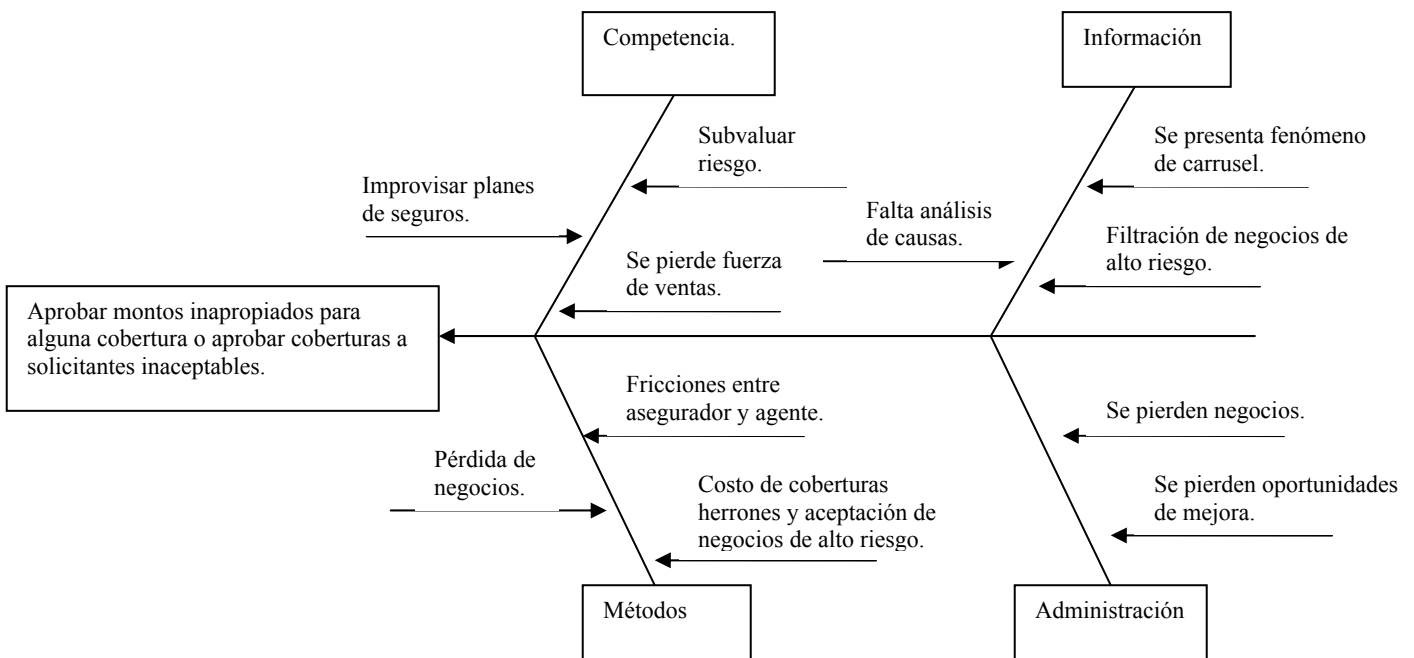 Competencia.
Información
Subvaluar
riesgo.
Se presenta fenómeno
de carrusel.
Improvisar planes
de seguros.
Falta análisis
de causas.
Filtración de negocios de
alto riesgo.
Se pierde fuerza
de ventas.
Aprobar montos inapropiados para
alguna cobertura o aprobar coberturas a
solicitantes inaceptables.
Fricciones entre
asegurador y agente.
Se pierden negocios.
Pérdida de
negocios.
Costo de coberturas
herrones y aceptación de
negocios de alto riesgo.
Se pierden oportunidades
de mejora.
Métodos
Administración